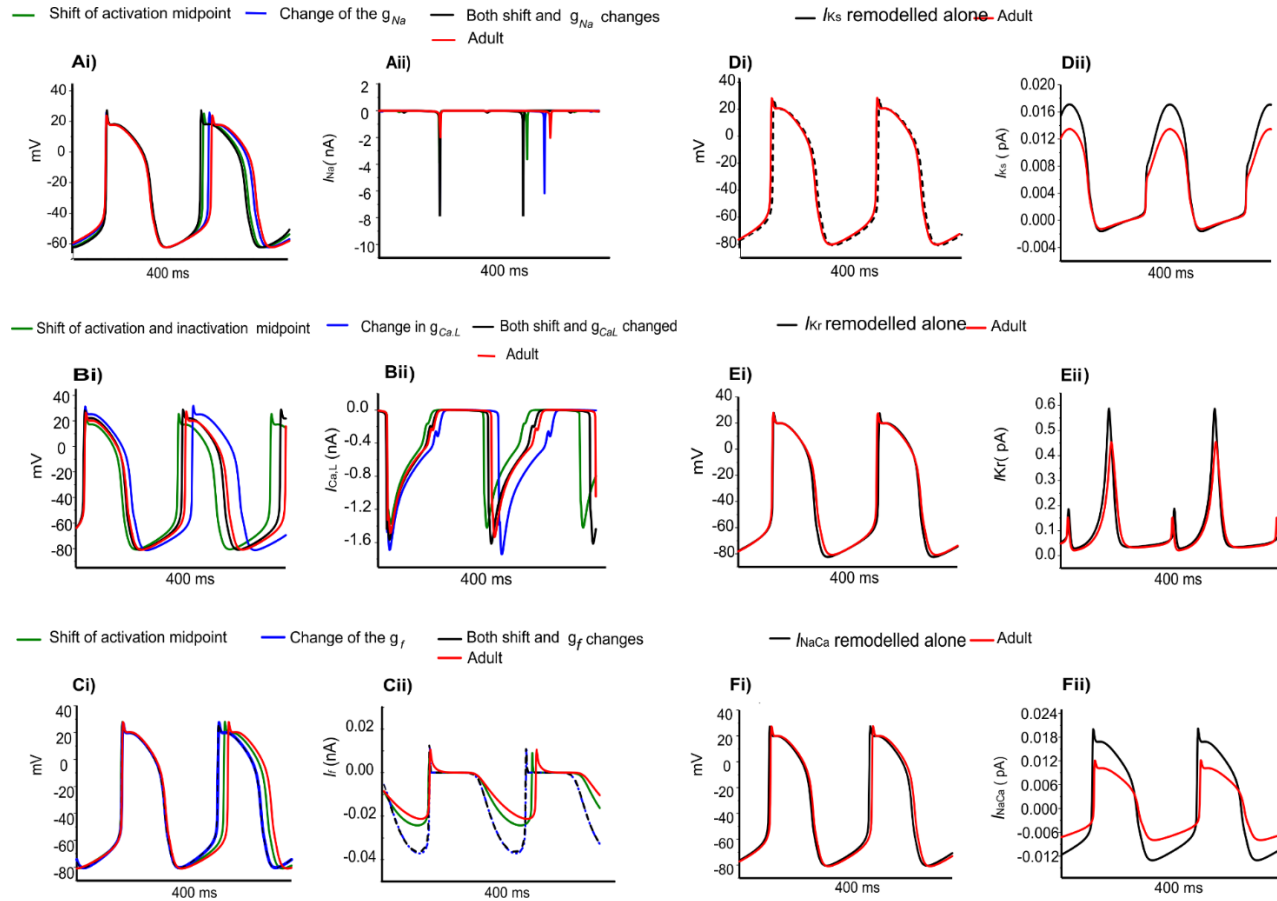 Shift of activation midpoint Change of the gNa Both shift and gNa changes
Adult
IKs remodelled alone Adult
Ai) Aii) Di) Dii)
60
40
20
0
-20
-40
-60
mV
400 ms
2
0
-2
-4
-6
-8
-10
INa( nA)
400 ms
40
20
0
-20
-40
-60
-80
mV
400 ms
0.020
0.016
0.012
0.008
0.004
0.000
-0.004
IKs ( pA)
400 ms
Shift of activation and inactivation midpoint Change in gCa.L Both shift and gCaL changed
Adult
IKr remodelled alone Adult
Bi) Bii) Ei) Eii)
40
20
0
-20
-40
-60
-80
mV
400 ms
0.0
-0.4
-0.8
-1.2
-1.6
ICa.L (nA)
400 ms
40
20
0
-20
-40
-60
-80
mV
400 ms
0.6
0.5
0.4
0.3
0.2
0.1
0.0
IKr( pA)
400 ms
Shift of activation midpoint Change of the gf Both shift and gf changes
Adult
INaCa remodelled alone Adult
Ci) Cii) Fi) Fii)
40
20
0
-20
-40
-60
-80
mV
400 ms
0.02
0.00
-0.02
-0.04
If ( nA)
400 ms
40
20
0
-20
-40
-60
-80
mV
400 ms
0.024
0.018
0.012
0.006
0.000
-0.006
-0.012
INaCa ( pA)
400 ms